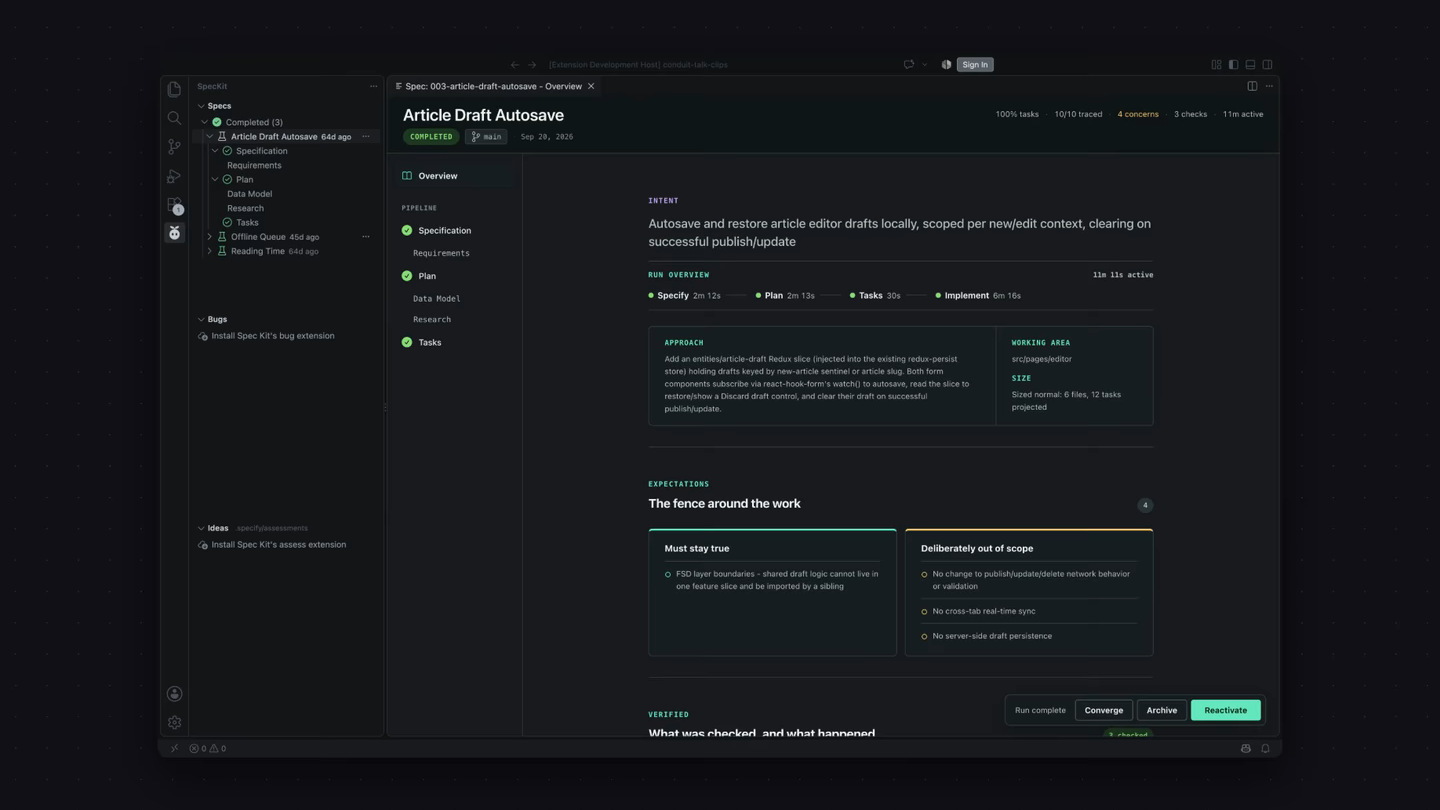 [Extension Development Host] conduit-talk-clips
Sign In
SpecKit
Specs
Completed (3)
Article Draft Autosave 64d ago
Specification
Requirements
Plan
Data Model
Research
Tasks
Offline Queue 45d ago
Reading Time 64d ago
Bugs
Install Spec Kit's bug extension
Ideas .specify/assessments
Install Spec Kit's assess extension
1
Spec: 003-article-draft-autosave - Overview
Article Draft Autosave
COMPLETED main Sep 20, 2026
100% tasks · 10/10 traced · 4 concerns · 3 checks · 11m active
Overview
PIPELINE
Specification
Requirements
Plan
Data Model
Research
Tasks
INTENT
Autosave and restore article editor drafts locally, scoped per new/edit context, clearing on
successful publish/update
RUN OVERVIEW 11m 11s active
Specify 2m 12s Plan 2m 13s Tasks 30s Implement 6m 16s
APPROACH
Add an entities/article-draft Redux slice (injected into the existing redux-persist
store) holding drafts keyed by new-article sentinel or article slug. Both form
components subscribe via react-hook-form's watch() to autosave, read the slice to
restore/show a Discard draft control, and clear their draft on successful
publish/update.
WORKING AREA
src/pages/editor
SIZE
Sized normal: 6 files, 12 tasks
projected
EXPECTATIONS
The fence around the work
4
Must stay true
FSD layer boundaries - shared draft logic cannot live in
one feature slice and be imported by a sibling
Deliberately out of scope
No change to publish/update/delete network behavior
or validation
No cross-tab real-time sync
No server-side draft persistence
VERIFIED
What was checked, and what happened
3 checked
Run complete Converge Archive Reactivate
0 0